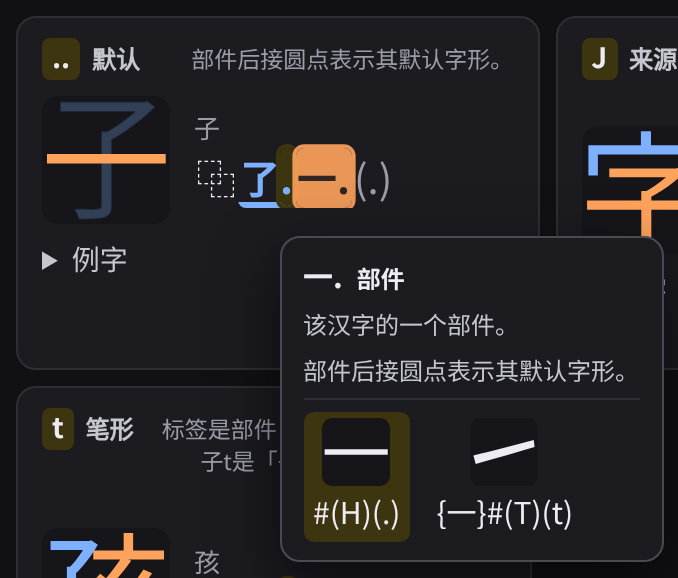 .. 默认 部件后接圆点表示其默认字形。
子
子
⿻了.一.(.)
▶ 例字
J 来源
字
一. 部件
该汉字的一个部件。
部件后接圆点表示其默认字形。
#(H)(.) {一}#(T)(t)
t 笔形 标签是部件
子t是「
孩